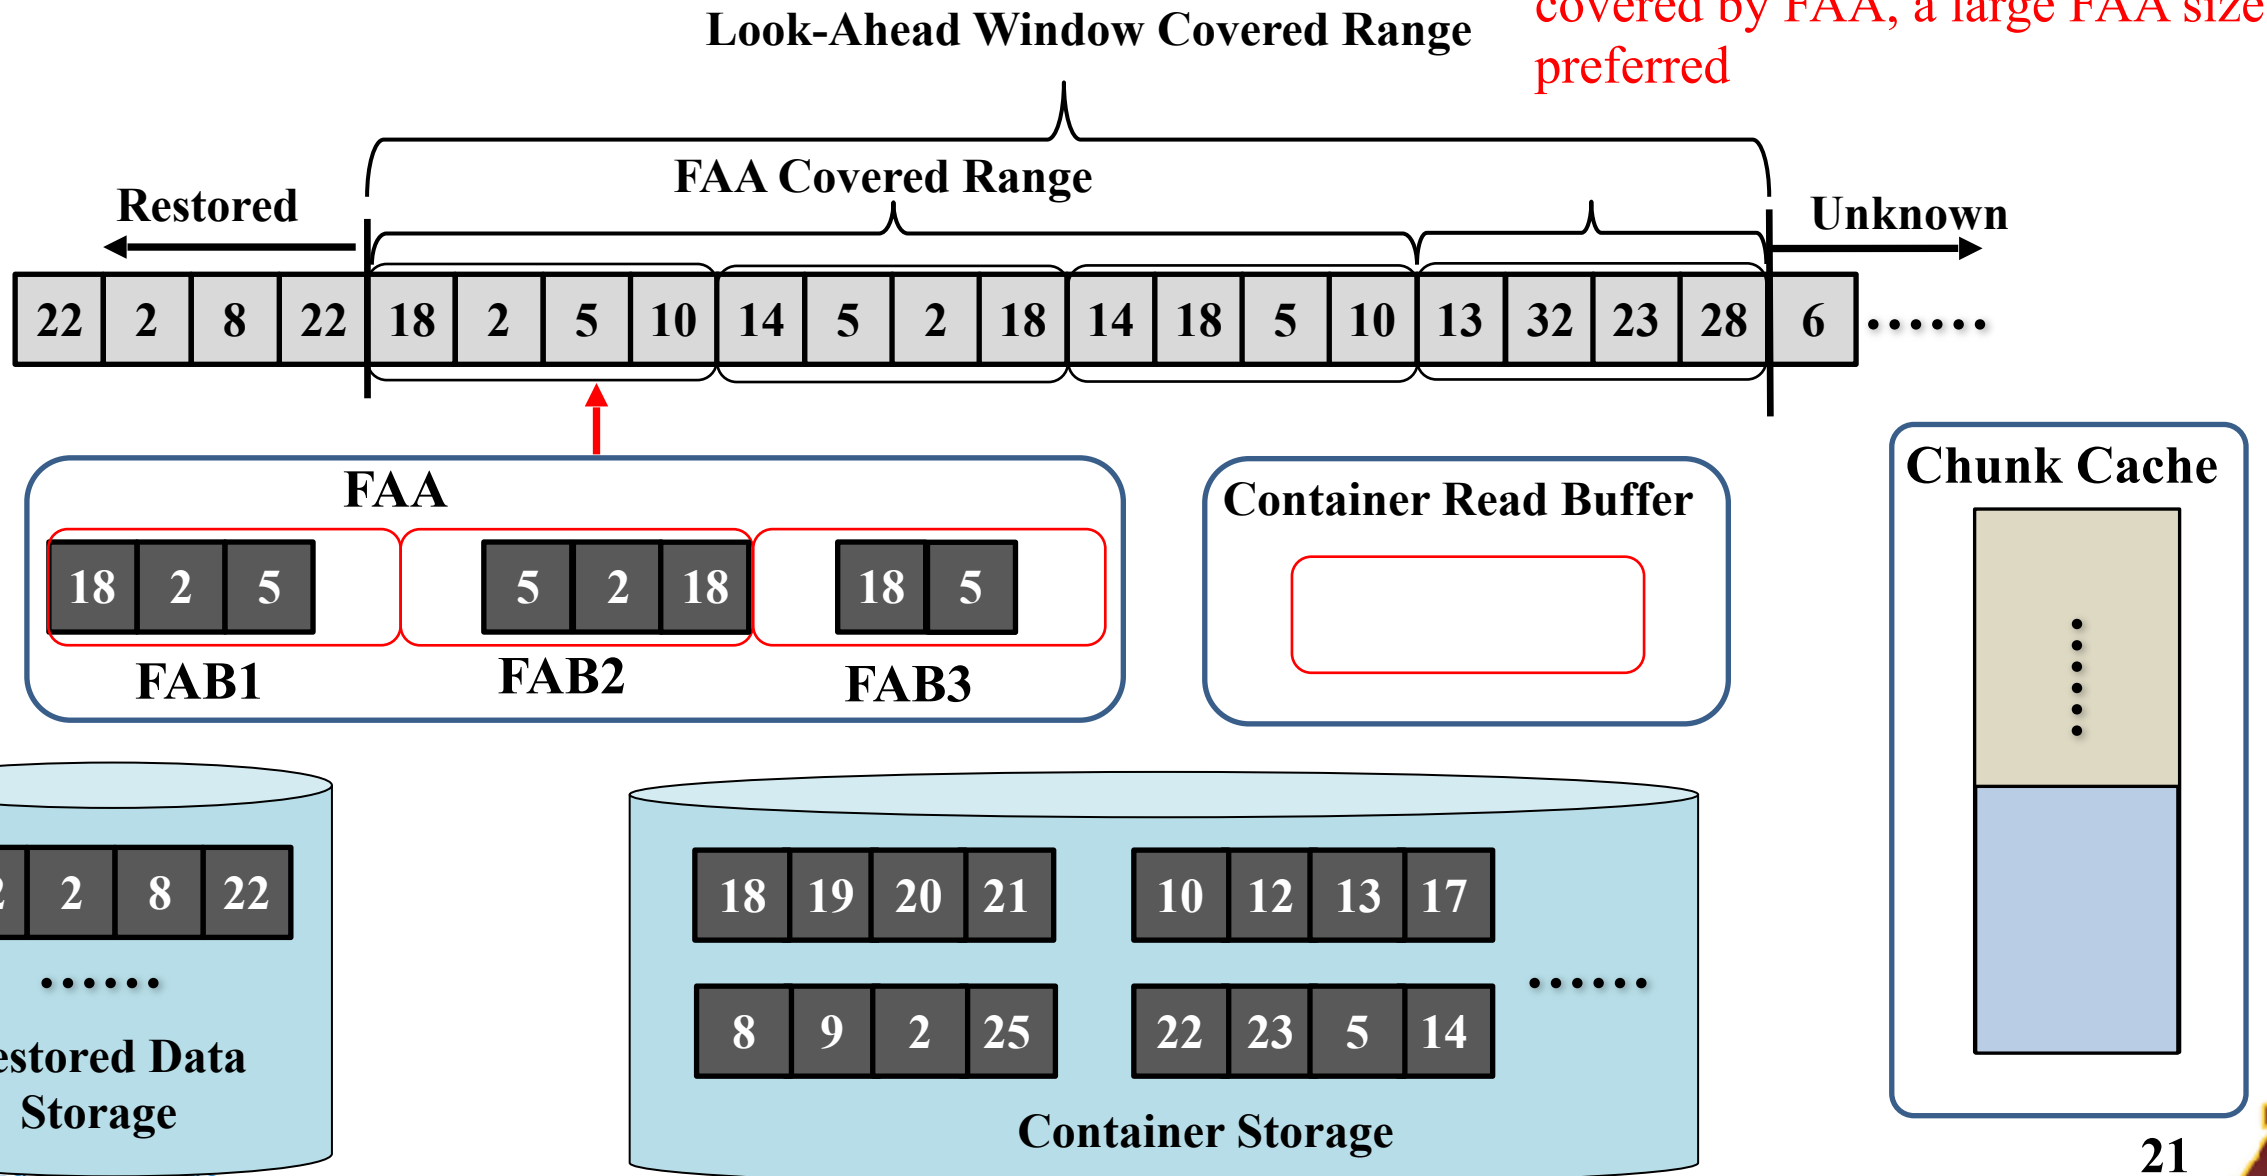 covered by FAA, a large FAA size
preferred
Look-Ahead Window Covered Range
FAA Covered Range
Restored
Unknown
22 2 8 22 18 2 5 10 14 5 2 18 14 18 5 10 13 32 23 28 6 ......
FAA
18 2 5 5 2 18 18 5
FAB1 FAB2 FAB3
Container Read Buffer
Chunk Cache
......
2 2 8 22
......
estored Data
Storage
18 19 20 21 10 12 13 17
8 9 2 25 22 23 5 14 ......
Container Storage
21